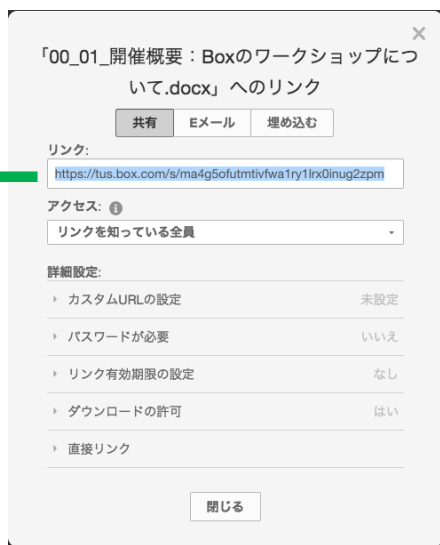 「00_01_開催概要：Boxのワークショップにつ
いて.docx」へのリンク
共有 Eメール 埋め込む
リンク:
https://tus.box.com/s/ma4g5ofutmtivfwa1ry1lrx0inug2zpm
アクセス:
リンクを知っている全員
詳細設定:
カスタムURLの設定 未設定
パスワードが必要 いいえ
リンク有効期限の設定 なし
ダウンロードの許可 はい
直接リンク
閉じる